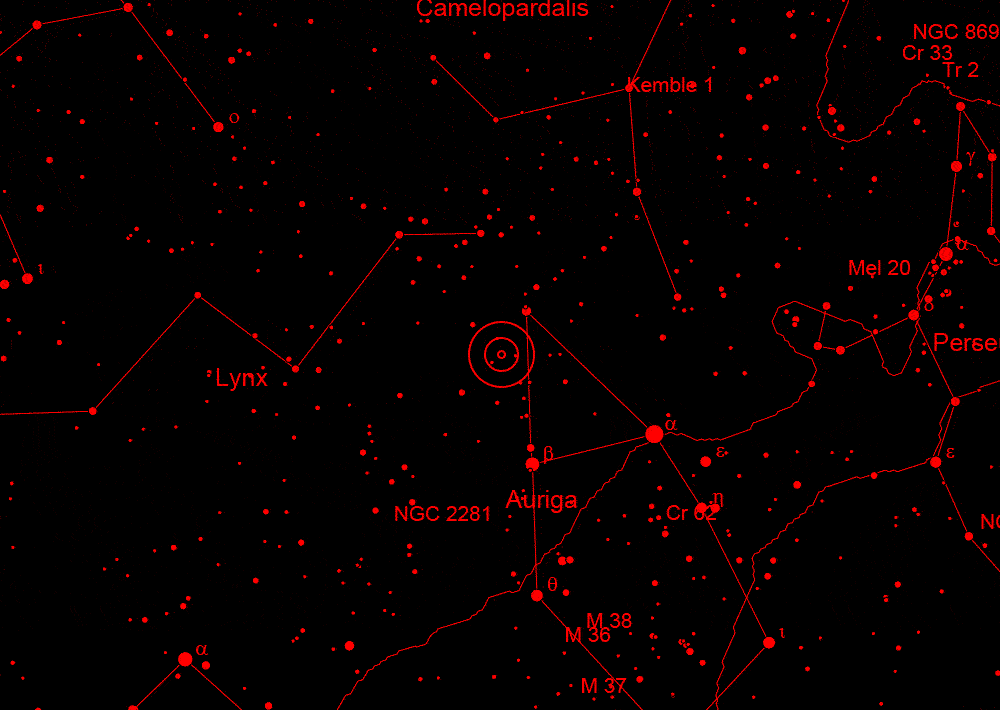 Camelopardalis
NGC 869
Cr 33
Tr 2
Kemble 1
ο
γ
α
ι
Mel 20
δ
Perse
Lynx
α
β
ε
ε
Auriga
η
NGC 2281
Cr 62
NG
θ
M 38
M 36
ι
α
M 37